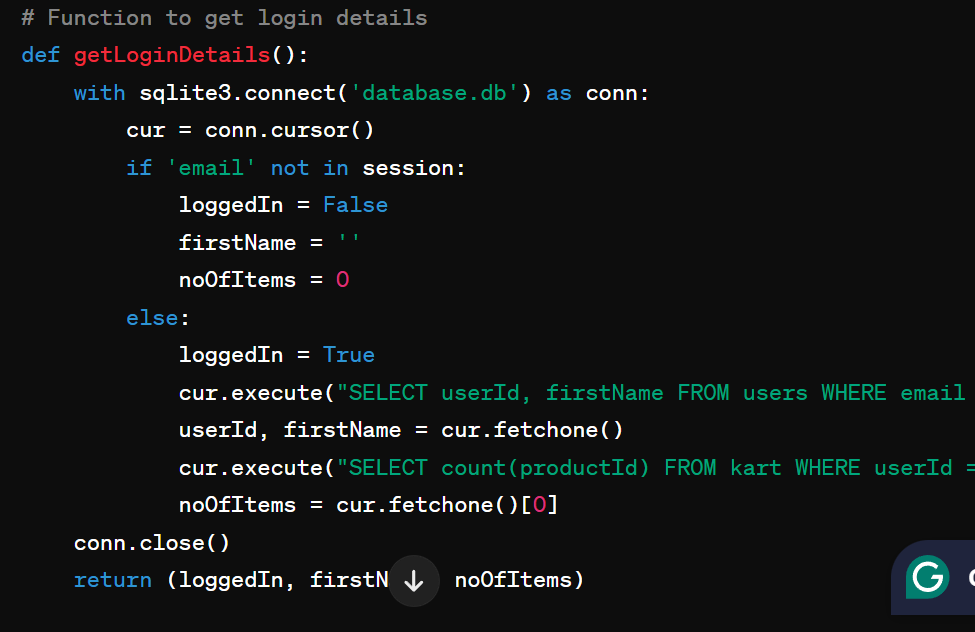 # Function to get login details
def getLoginDetails():
    with sqlite3.connect('database.db') as conn:
        cur = conn.cursor()
        if 'email' not in session:
            loggedIn = False
            firstName = ''
            noOfItems = 0
        else:
            loggedIn = True
            cur.execute("SELECT userId, firstName FROM users WHERE email
            userId, firstName = cur.fetchone()
            cur.execute("SELECT count(productId) FROM kart WHERE userId =
            noOfItems = cur.fetchone()[0]
    conn.close()
    return (loggedIn, firstN noOfItems)
G